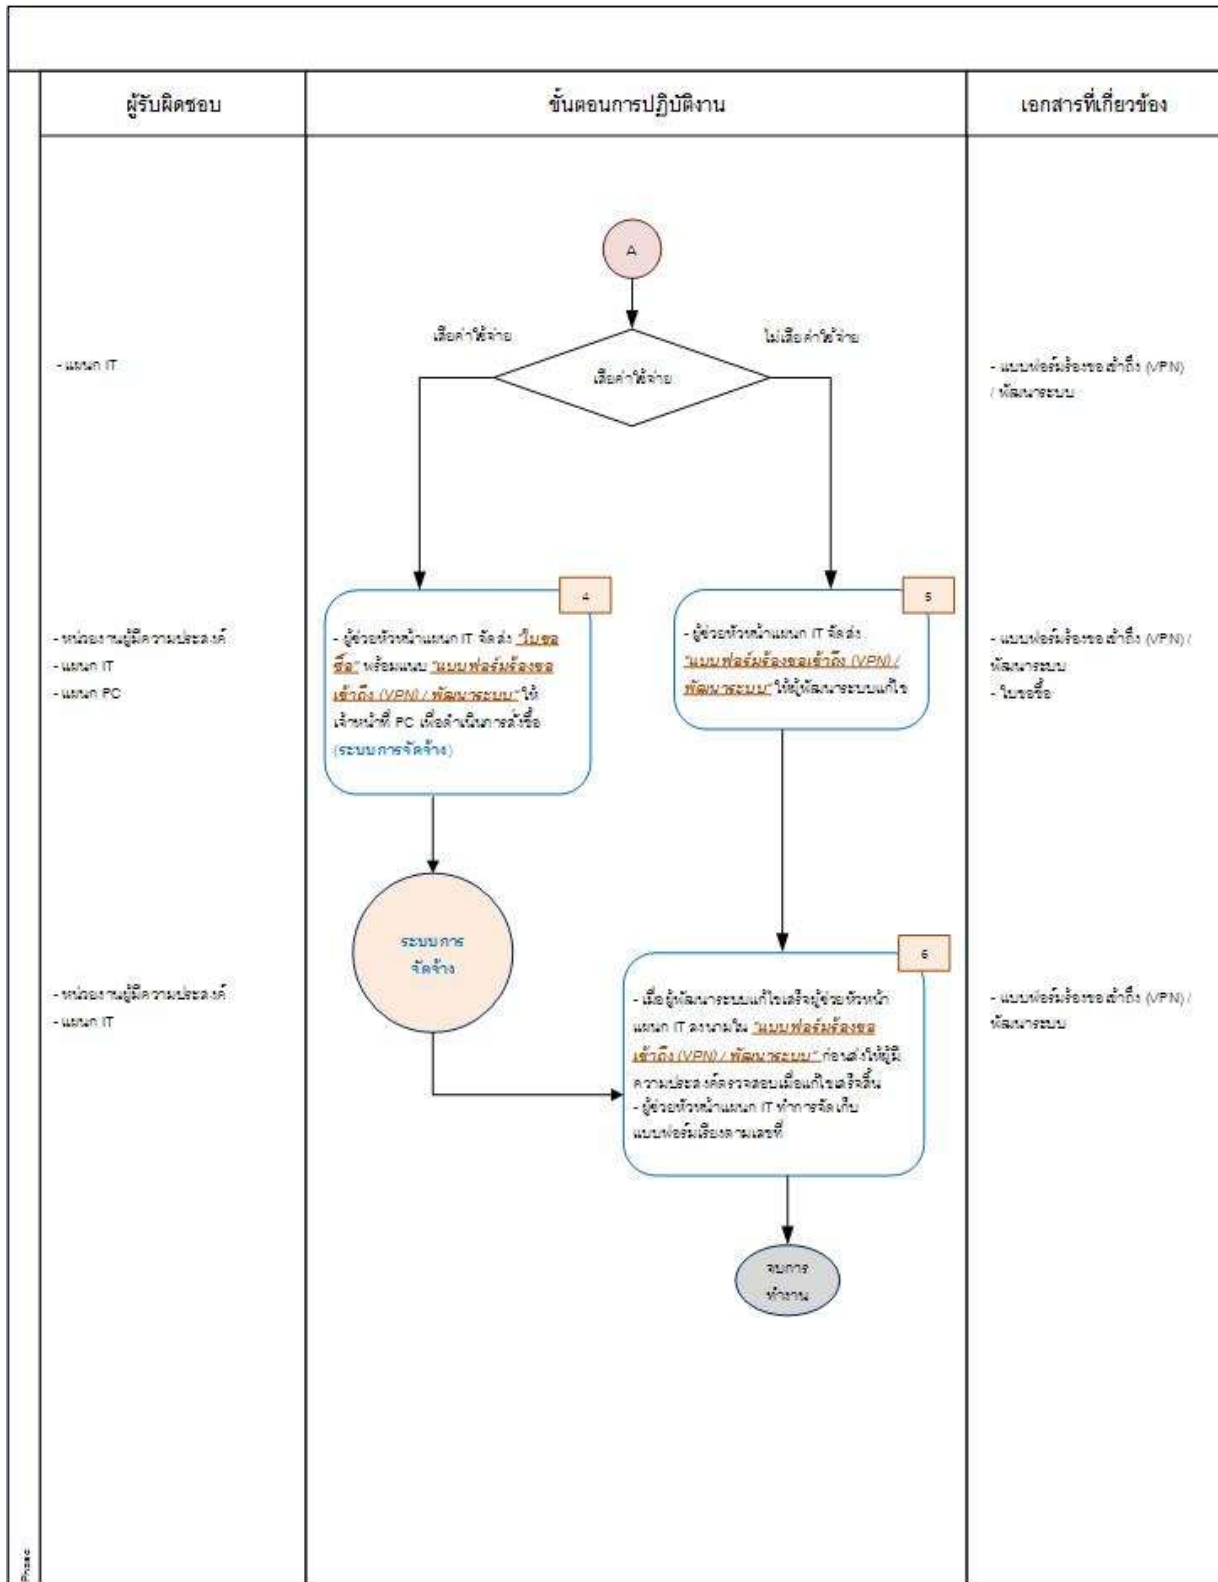 ผู้รับผิดชอบ
ขั้นตอนการปฏิบัติงาน
เอกสารที่เกี่ยวข้อง
A
เสียค่าใช้จ่าย
ไม่เสียค่าใช้จ่าย
- แผนก IT
เสียค่าใช้จ่าย
- แบบฟอร์มร้องขอเข้าถึง (VPN)
/ พัฒนาระบบ
4
5
- หน่วยงานผู้มีความประสงค์
- แผนก IT
- แผนก PC
- ผู้ช่วยหัวหน้าแผนก IT จัดส่ง "ใบขอ
ซื้อ" พร้อมแนบ "แบบฟอร์มร้องขอ
เข้าถึง (VPN) / พัฒนาระบบ" ให้
เจ้าหน้าที่ PC เพื่อดำเนินการสั่งซื้อ
(ระบบการจัดจ้าง)
- ผู้ช่วยหัวหน้าแผนก IT จัดส่ง
"แบบฟอร์มร้องขอเข้าถึง (VPN) /
พัฒนาระบบ" ให้ผู้พัฒนาระบบแก้ไข
- แบบฟอร์มร้องขอเข้าถึง (VPN) /
พัฒนาระบบ
- ใบขอซื้อ
ระบบการ
จัดจ้าง
6
- หน่วยงานผู้มีความประสงค์
- แผนก IT
- เมื่อผู้พัฒนาระบบแก้ไขเสร็จผู้ช่วยหัวหน้า
แผนก IT ลงนามใน "แบบฟอร์มร้องขอ
เข้าถึง (VPN) / พัฒนาระบบ" ก่อนส่งให้ผู้มี
ความประสงค์ตรวจสอบเมื่อแก้ไขเสร็จสิ้น
- ผู้ช่วยหัวหน้าแผนก IT ทำการจัดเก็บ
แบบฟอร์มเรียงตามเลขที่
- แบบฟอร์มร้องขอเข้าถึง (VPN) /
พัฒนาระบบ
จบการ
ทำงาน
Phase